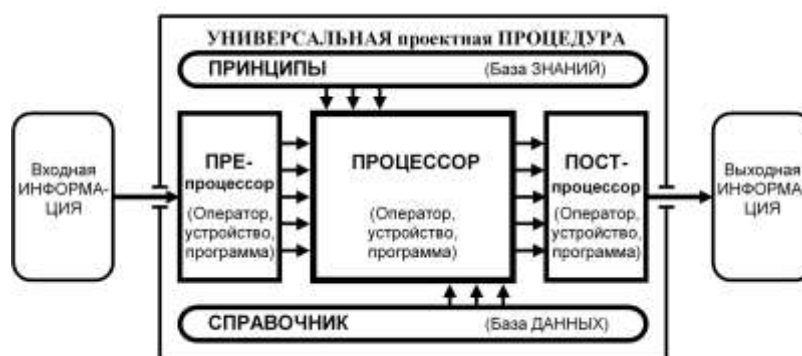 УНИВЕРСАЛЬНАЯ проектная ПРОЦЕДУРА
ПРИНЦИПЫ (База ЗНАНИЙ)
Входная
ИНФОРМА-
ЦИЯ
ПРЕ-
процессор
(Оператор,
устройство,
программа)
ПРОЦЕССОР
(Оператор,
устройство,
программа)
ПОСТ-
процессор
(Оператор,
устройство,
программа)
Выходная
ИНФОРМА-
ЦИЯ
СПРАВОЧНИК (База ДАННЫХ)